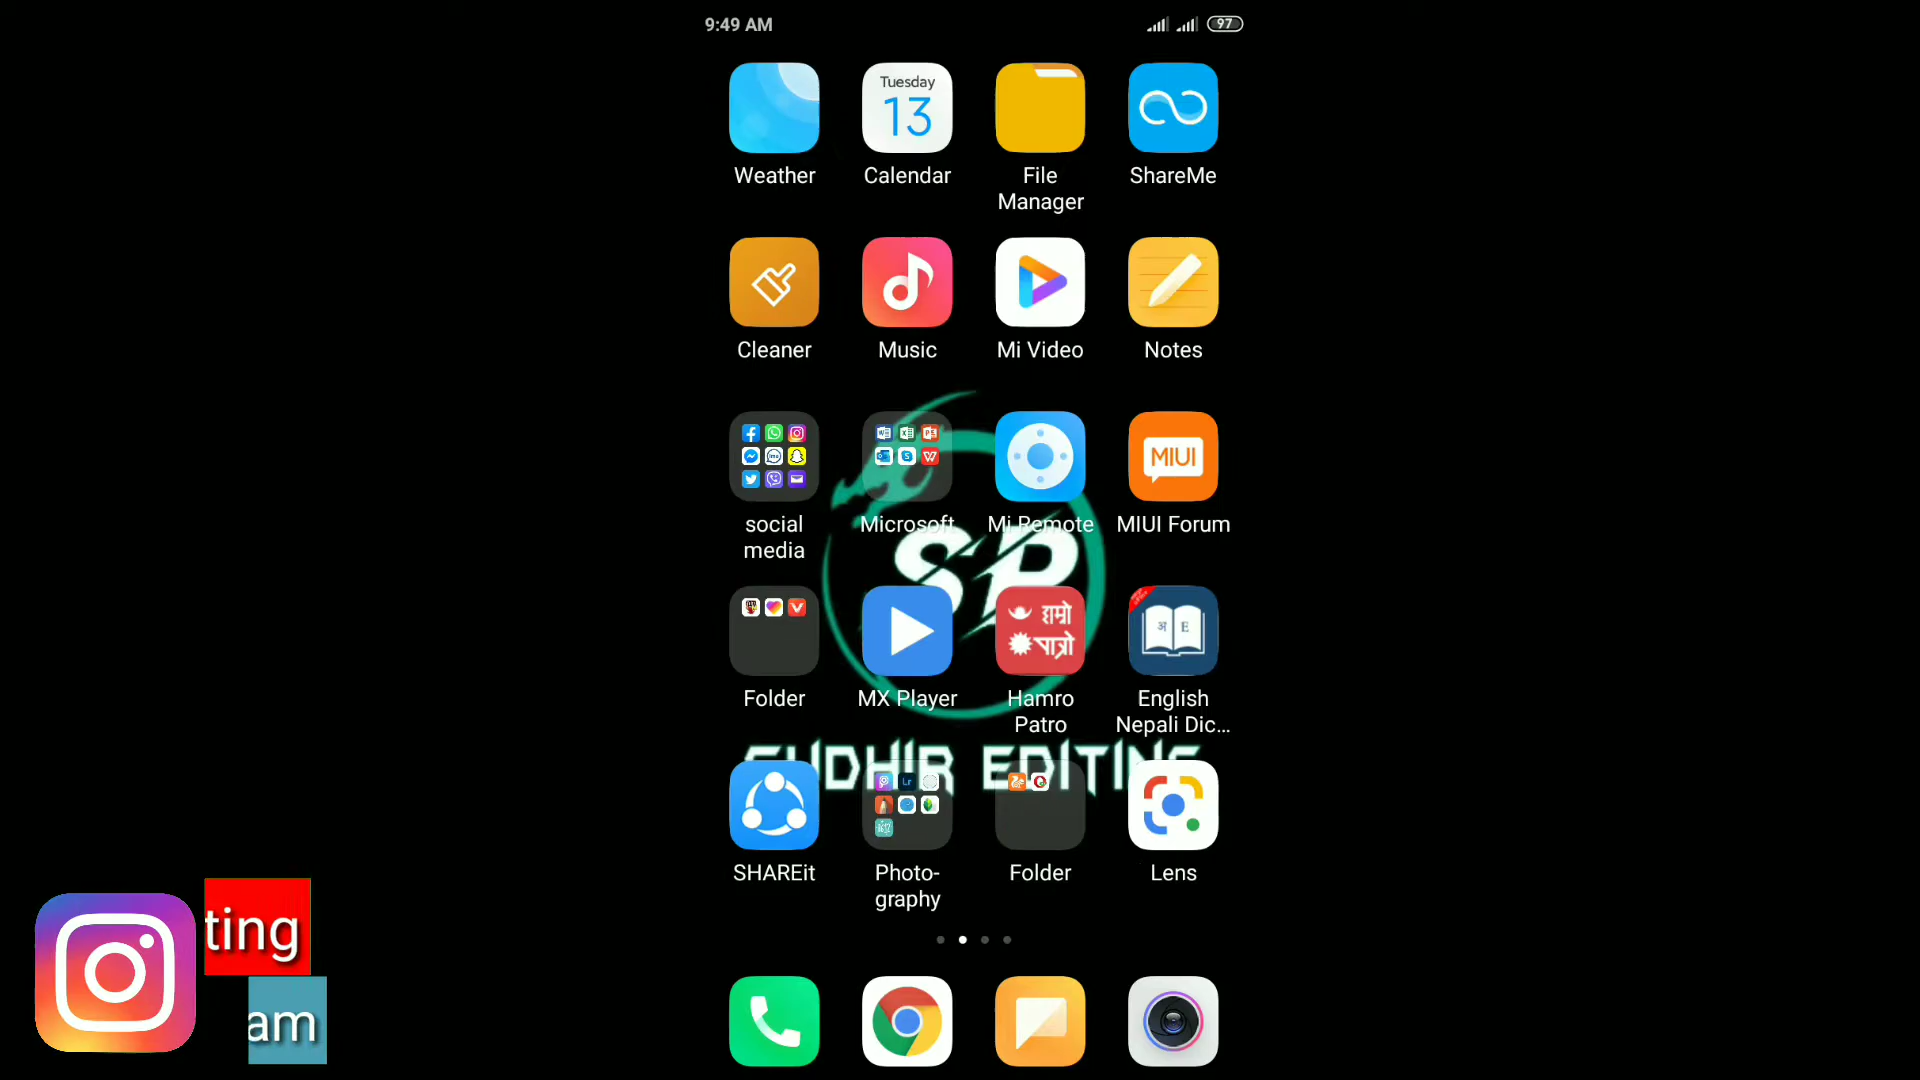 9:49 AM
97
Tuesday
13
Weather
Calendar
File
Manager
ShareMe
Cleaner
Music
Mi Video
Notes
MIUI
social
media
Microsoft
Mi Remote
MIUI Forum
SP
हाम्रो
पात्रो
अ E
Folder
MX Player
Hamro
Patro
English
Nepali Dic...
SUDHIR EDITING
Lr
SHAREit
Photo-
graphy
Folder
Lens
ting
am